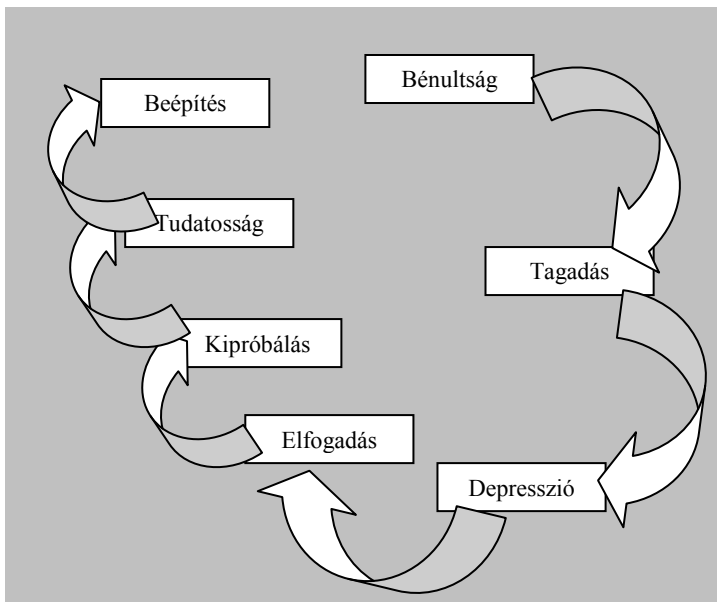 Bénultság
Tagadás
Depresszió
Elfogadás
Kipróbálás
Tudatosság
Beépítés